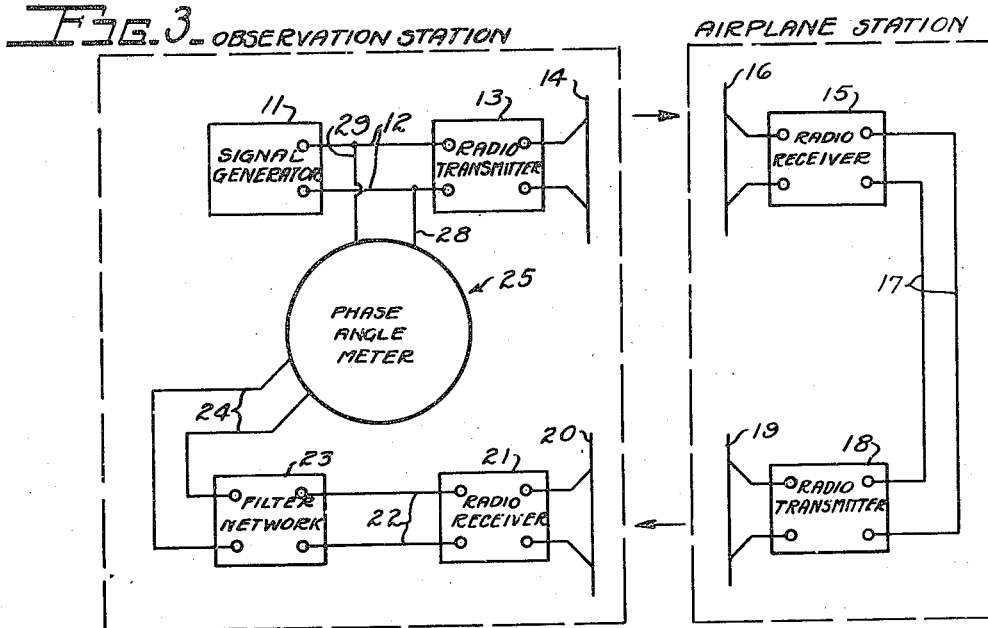 FIG. 3.
OBSERVATION STATION
AIRPLANE STATION
11
29
12
13
14
16
15
SIGNAL
GENERATOR
RADIO
TRANSMITTER
RADIO
RECEIVER
28
25
17
PHASE
ANGLE
METER
24
23
21
20
19
18
FILTER
NETWORK
22
RADIO
RECEIVER
RADIO
TRANSMITTER